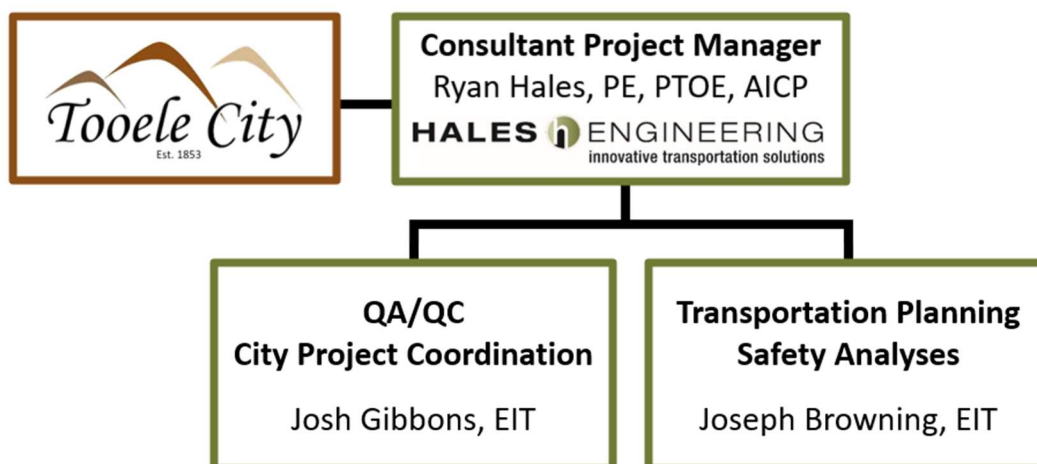 Tooele City
Est. 1853
Consultant Project Manager
Ryan Hales, PE, PTOE, AICP
HALES h ENGINEERING
innovative transportation solutions
QA/QC
City Project Coordination
Josh Gibbons, EIT
Transportation Planning
Safety Analyses
Joseph Browning, EIT